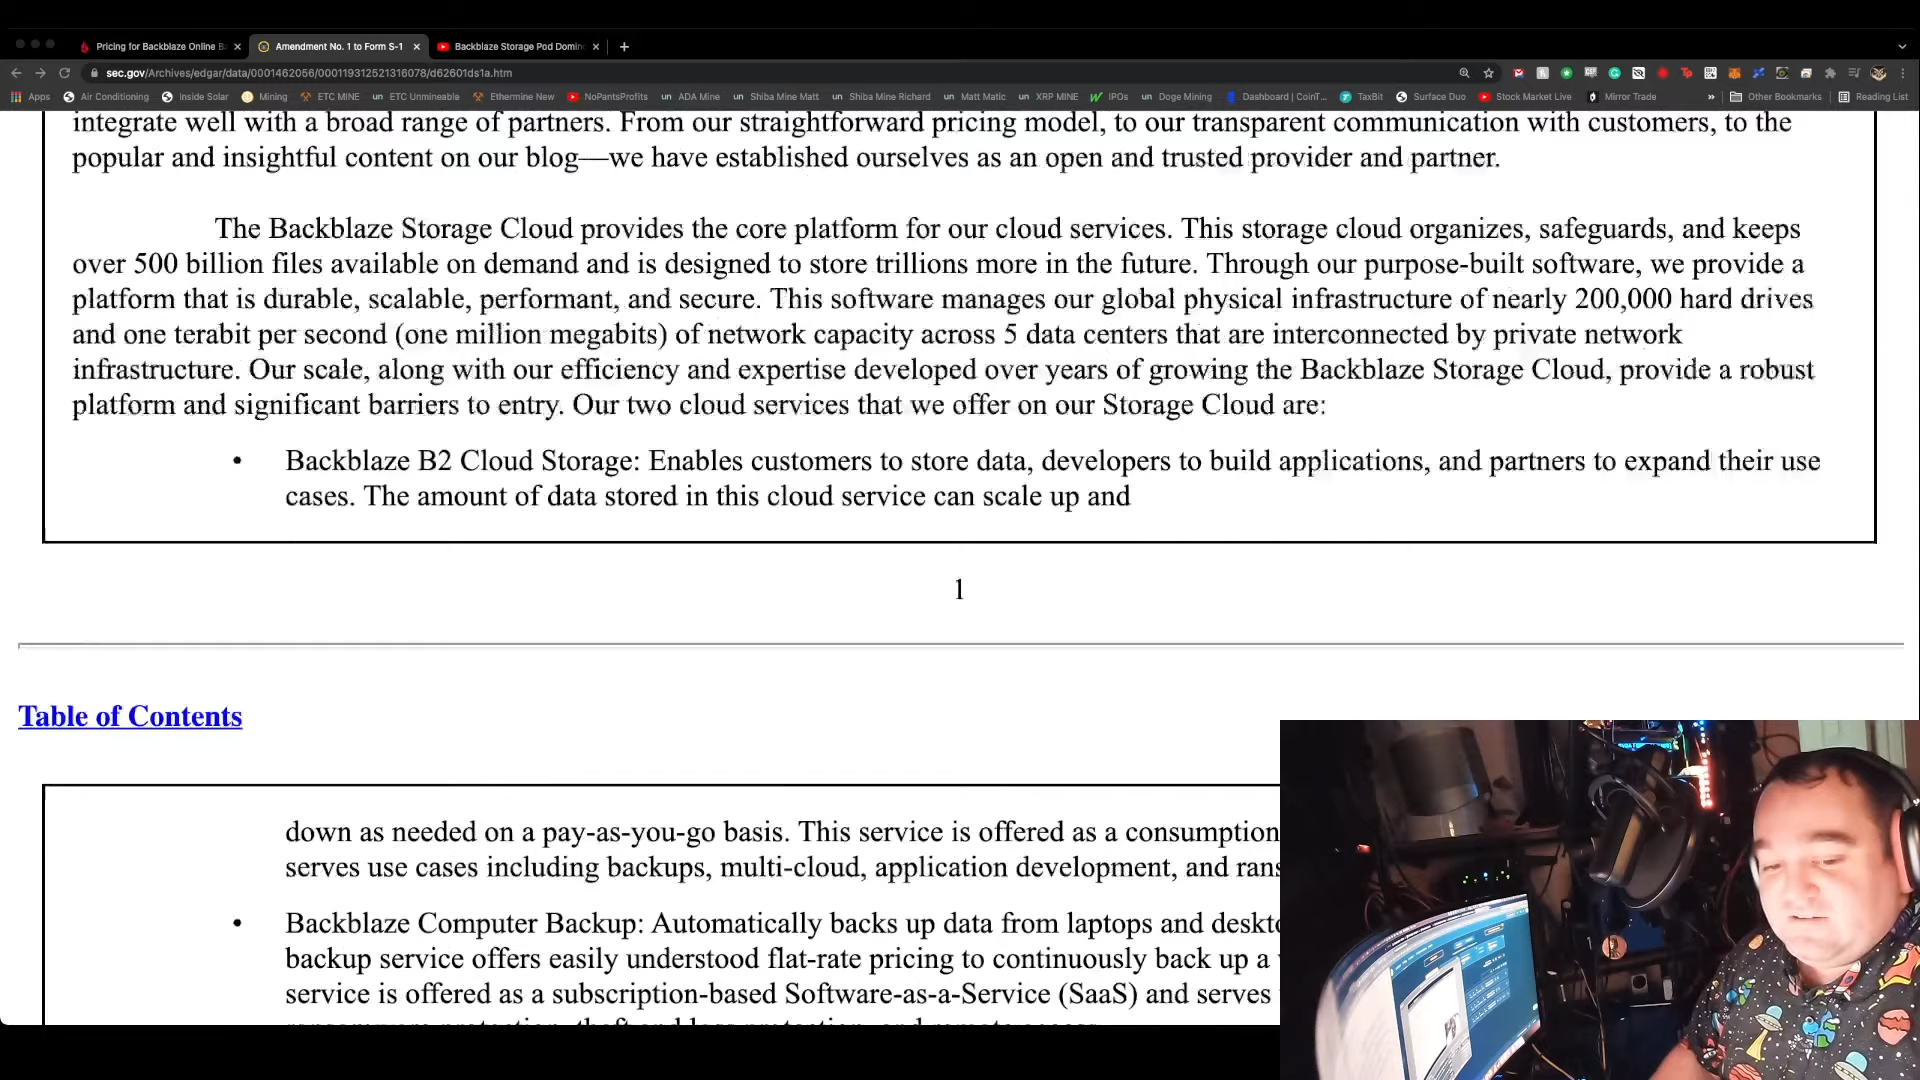 Pricing for Backblaze Online B
Amendment No. 1 to Form S-1
Backblaze Storage Pod Domin
sec.gov/Archives/edgar/data/0001462056/000119312521316078/d62601ds1a.htm
Apps
Air Conditioning
Inside Solar
Mining
ETC MINE
ETC Unmineable
Ethermine New
NoPantsProfits
ADA Mine
Shiba Mine Matt
Shiba Mine Richard
Matt Matic
XRP MINE
IPOs
Doge Mining
Dashboard | CoinT...
TaxBit
Surface Duo
Stock Market Live
Mirror Trade
Other Bookmarks
Reading List
integrate well with a broad range of partners. From our straightforward pricing model, to our transparent communication with customers, to the
popular and insightful content on our blog—we have established ourselves as an open and trusted provider and partner.
The Backblaze Storage Cloud provides the core platform for our cloud services. This storage cloud organizes, safeguards, and keeps
over 500 billion files available on demand and is designed to store trillions more in the future. Through our purpose-built software, we provide a
platform that is durable, scalable, performant, and secure. This software manages our global physical infrastructure of nearly 200,000 hard drives
and one terabit per second (one million megabits) of network capacity across 5 data centers that are interconnected by private network
infrastructure. Our scale, along with our efficiency and expertise developed over years of growing the Backblaze Storage Cloud, provide a robust
platform and significant barriers to entry. Our two cloud services that we offer on our Storage Cloud are:
• Backblaze B2 Cloud Storage: Enables customers to store data, developers to build applications, and partners to expand their use
cases. The amount of data stored in this cloud service can scale up and
1
Table of Contents
down as needed on a pay-as-you-go basis. This service is offered as a consumption
serves use cases including backups, multi-cloud, application development, and rans
• Backblaze Computer Backup: Automatically backs up data from laptops and deskto
backup service offers easily understood flat-rate pricing to continuously back up a
service is offered as a subscription-based Software-as-a-Service (SaaS) and serves